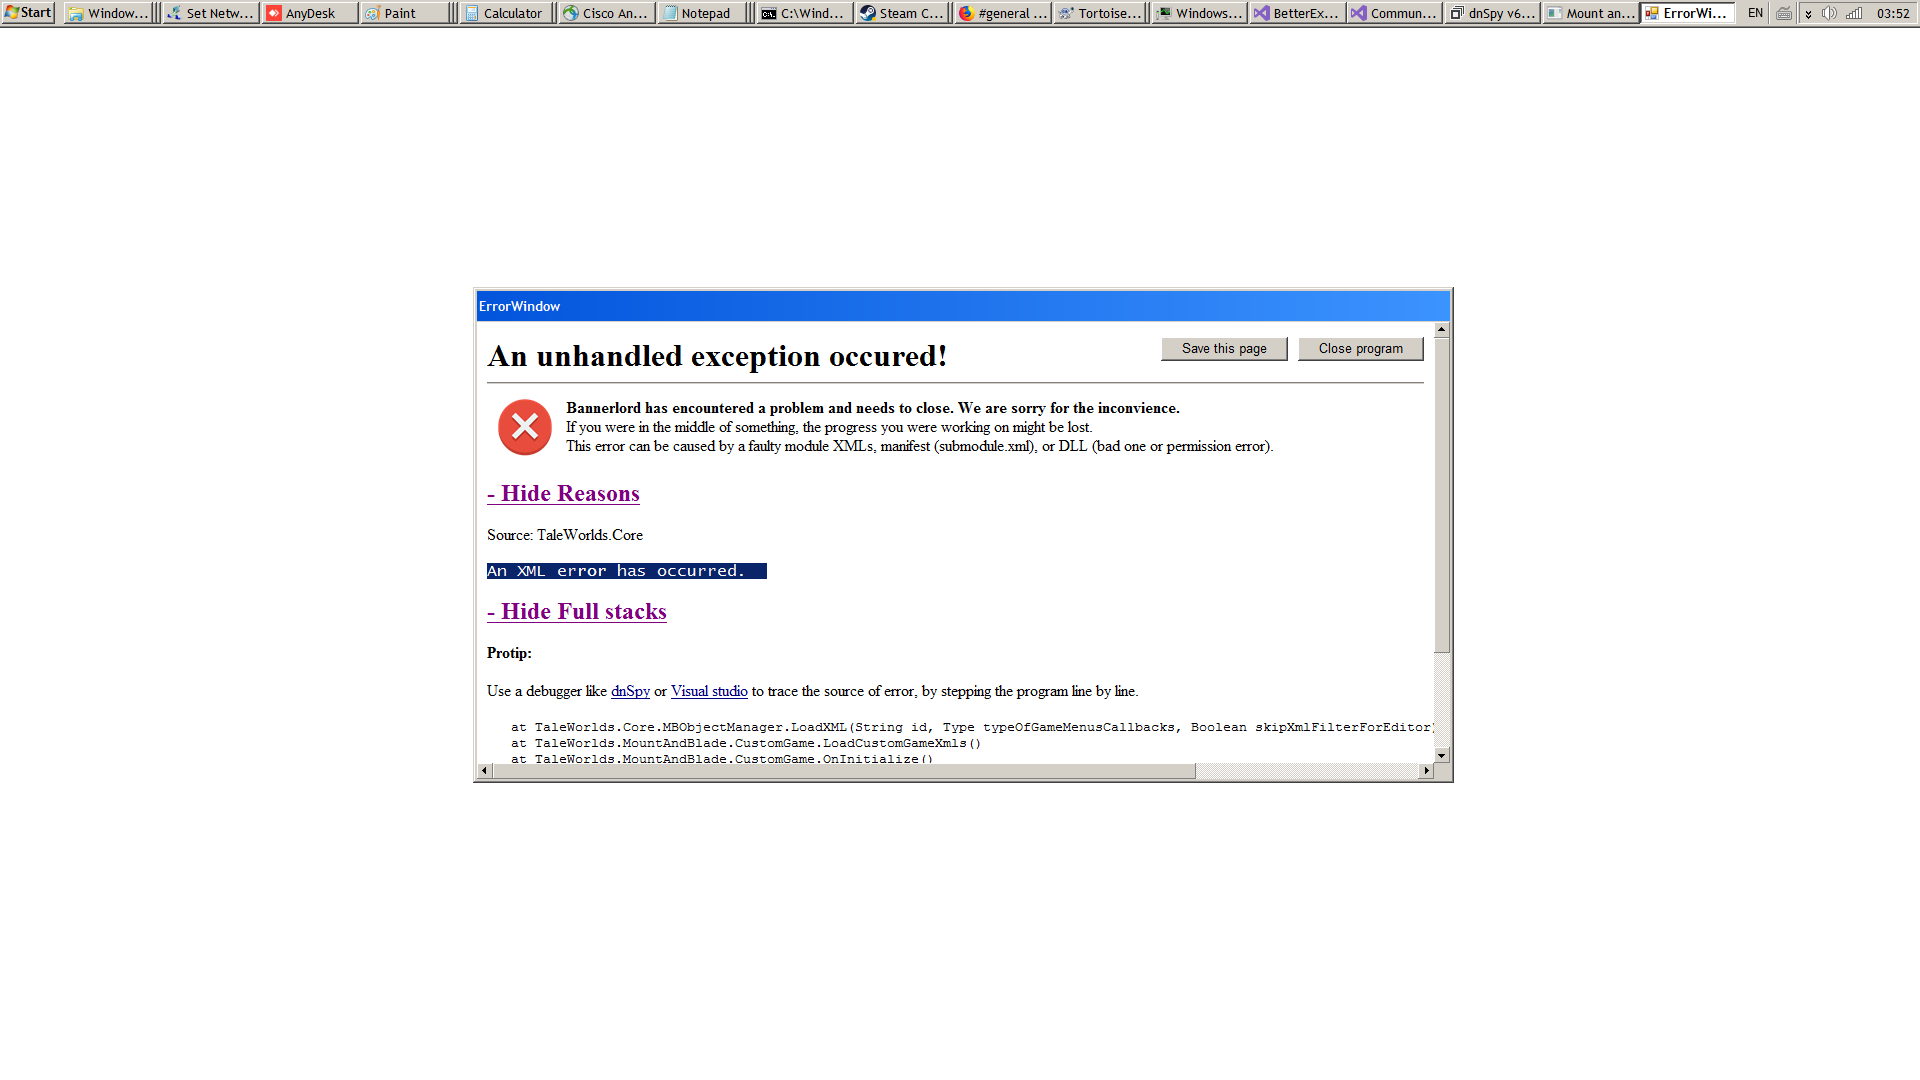 Start Window... Set Netw... AnyDesk Paint Calculator Cisco An... Notepad C:\Wind... Steam C... #general ... Tortoise... Windows... BetterEx... Commun... dnSpy v6... Mount an... ErrorWi... EN 03:52
ErrorWindow
An unhandled exception occured!
Save this page
Close program
Bannerlord has encountered a problem and needs to close. We are sorry for the inconvience.
If you were in the middle of something, the progress you were working on might be lost.
This error can be caused by a faulty module XMLs, manifest (submodule.xml), or DLL (bad one or permission error).
- Hide Reasons
Source: TaleWorlds.Core
An XML error has occurred.
- Hide Full stacks
Protip:
Use a debugger like dnSpy or Visual studio to trace the source of error, by stepping the program line by line.
at TaleWorlds.Core.MBObjectManager.LoadXML(String id, Type typeOfGameMenusCallbacks, Boolean skipXmlFilterForEditor)
at TaleWorlds.MountAndBlade.CustomGame.LoadCustomGameXmls()
at TaleWorlds.MountAndBlade.CustomGame.OnInitialize()